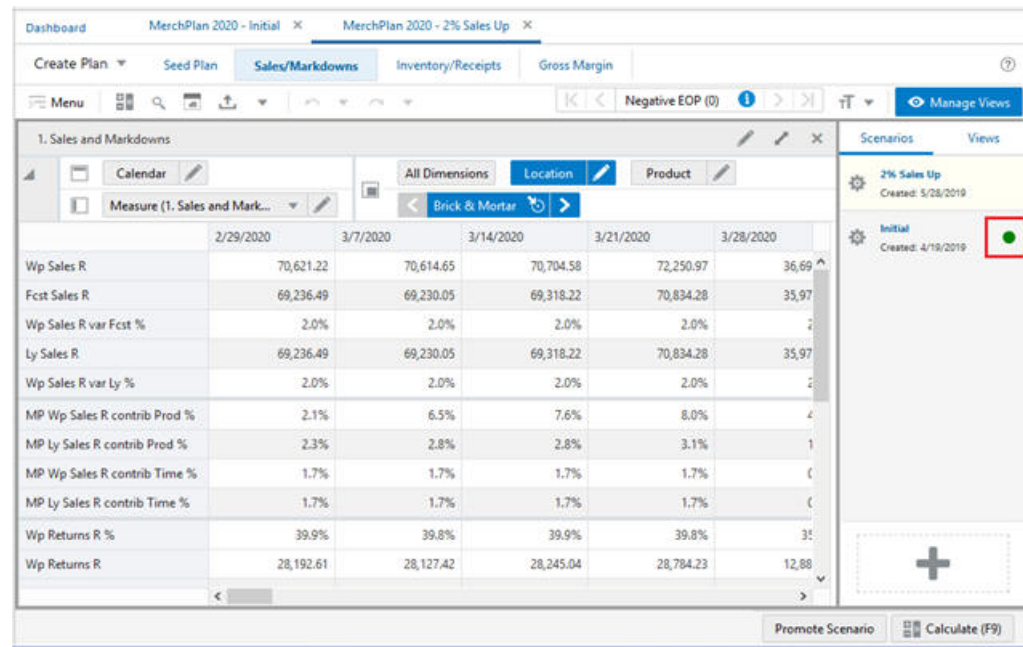 Dashboard MerchPlan 2020 - Initial × MerchPlan 2020 - 2% Sales Up ×
Create Plan Seed Plan Sales/Markdowns Inventory/Receipts Gross Margin
Menu Negative EOP (0) Manage Views
1. Sales and Markdowns
Scenarios Views
Calendar All Dimensions Location Product
Measure (1. Sales and Mark... Brick & Mortar
2% Sales Up
Created: 5/28/2019
Initial
Created: 4/19/2019
2/29/2020 3/7/2020 3/14/2020 3/21/2020 3/28/2020
Wp Sales R 70,621.22 70,614.65 70,704.58 72,250.97 36,69
Fcst Sales R 69,236.49 69,230.05 69,318.22 70,834.28 35,97
Wp Sales R var Fcst % 2.0% 2.0% 2.0% 2.0%
Ly Sales R 69,236.49 69,230.05 69,318.22 70,834.28 35,97
Wp Sales R var Ly % 2.0% 2.0% 2.0% 2.0%
MP Wp Sales R contrib Prod % 2.1% 6.5% 7.6% 8.0%
MP Ly Sales R contrib Prod % 2.3% 2.8% 2.8% 3.1%
MP Wp Sales R contrib Time % 1.7% 1.7% 1.7% 1.7%
MP Ly Sales R contrib Time % 1.7% 1.7% 1.7% 1.7%
Wp Returns R % 39.9% 39.8% 39.9% 39.8% 35
Wp Returns R 28,192.61 28,127.42 28,245.04 28,784.23 12,88
Promote Scenario Calculate (F9)